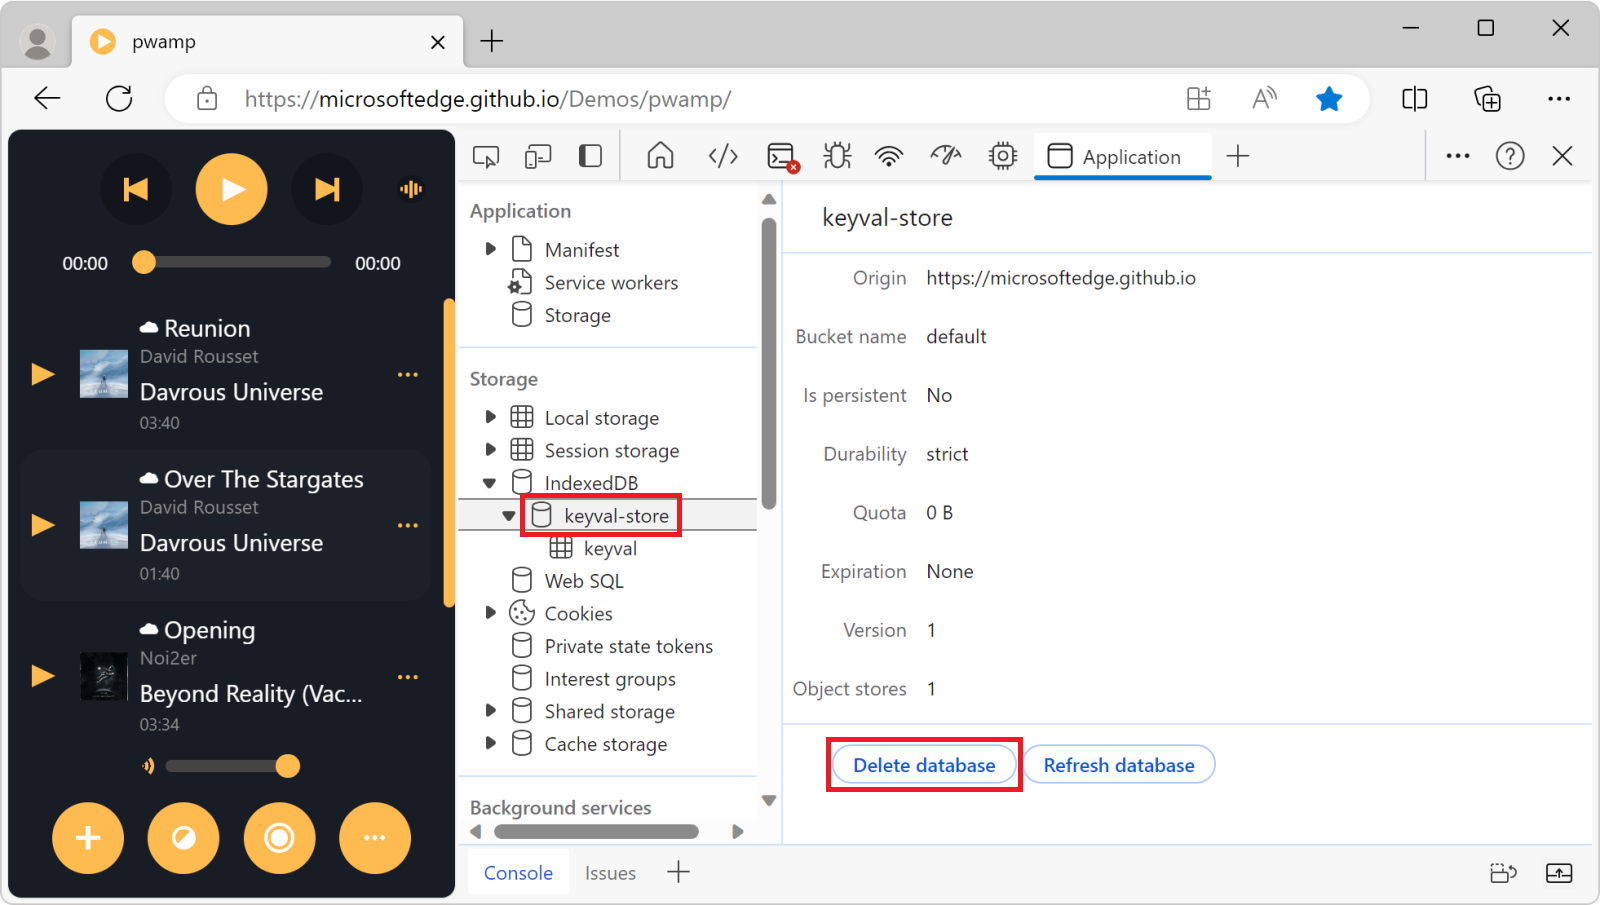 pwamp
https://microsoftedge.github.io/Demos/pwamp/
Application
00:00
00:00
Reunion
David Rousset
Davrous Universe
03:40
Over The Stargates
David Rousset
Davrous Universe
01:40
Opening
Noi2er
Beyond Reality (Vac...
03:34
Application
Manifest
Service workers
Storage
Storage
Local storage
Session storage
IndexedDB
keyval-store
keyval
Web SQL
Cookies
Private state tokens
Interest groups
Shared storage
Cache storage
Background services
keyval-store
Origin https://microsoftedge.github.io
Bucket name default
Is persistent No
Durability strict
Quota 0 B
Expiration None
Version 1
Object stores 1
Delete database Refresh database
Console Issues